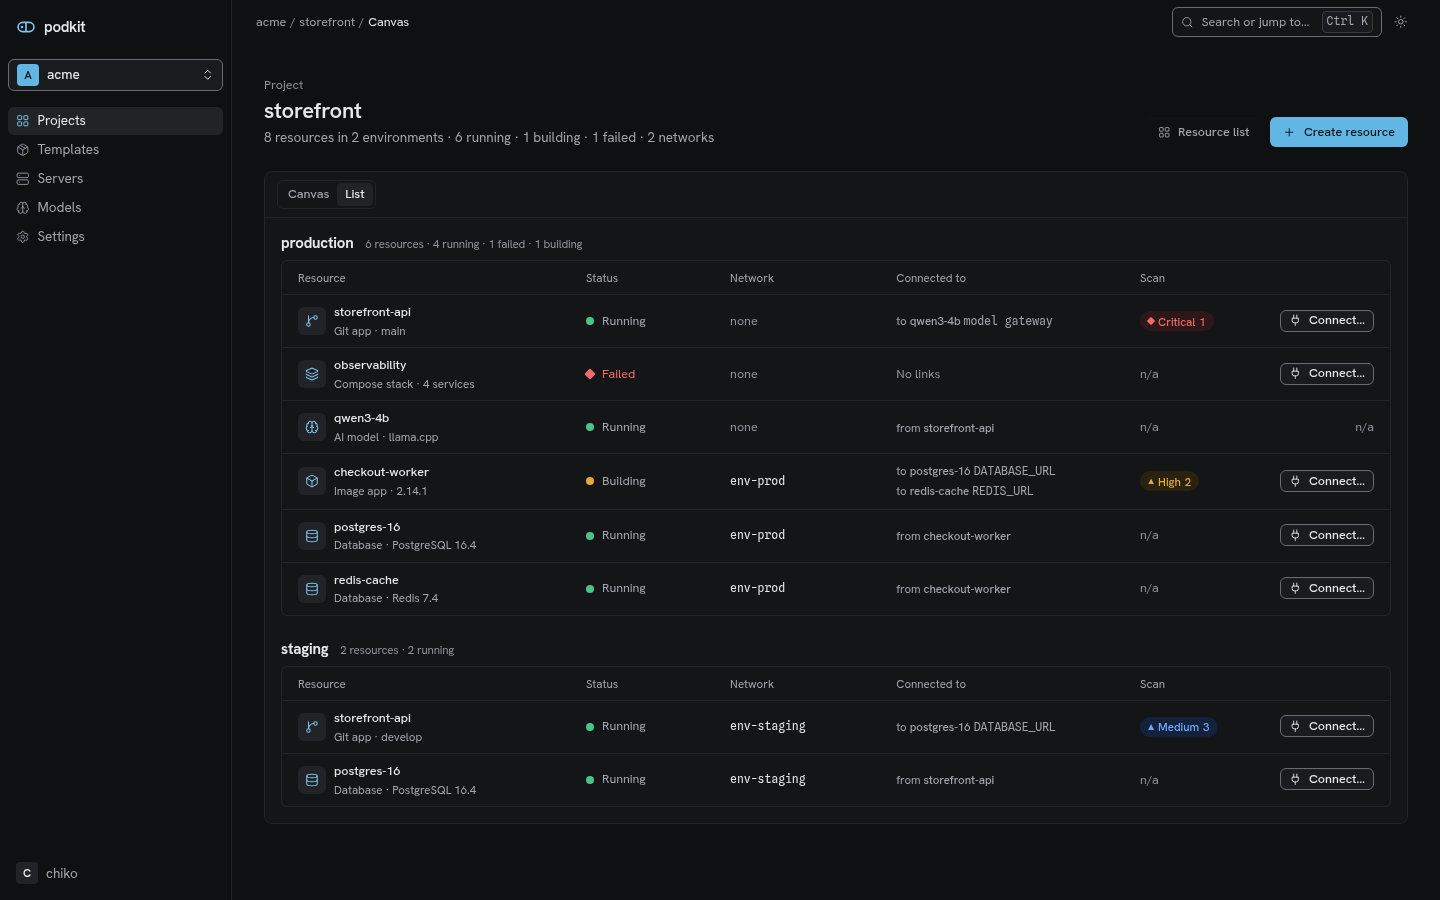 podkit
acme / storefront / Canvas
Search or jump to... Ctrl K
A acme
Projects
Templates
Servers
Models
Settings
Project
storefront
8 resources in 2 environments · 6 running · 1 building · 1 failed · 2 networks
Resource list
Create resource
Canvas List
production 6 resources · 4 running · 1 failed · 1 building
Resource Status Network Connected to Scan
storefront-api
Git app · main
Running none to qwen3-4b model gateway Critical 1 Connect...
observability
Compose stack · 4 services
Failed none No links n/a Connect...
qwen3-4b
AI model · llama.cpp
Running none from storefront-api n/a n/a
checkout-worker
Image app · 2.14.1
Building env-prod
to postgres-16 DATABASE_URL
to redis-cache REDIS_URL
High 2 Connect...
postgres-16
Database · PostgreSQL 16.4
Running env-prod from checkout-worker n/a Connect...
redis-cache
Database · Redis 7.4
Running env-prod from checkout-worker n/a Connect...
staging 2 resources · 2 running
Resource Status Network Connected to Scan
storefront-api
Git app · develop
Running env-staging to postgres-16 DATABASE_URL Medium 3 Connect...
postgres-16
Database · PostgreSQL 16.4
Running env-staging from storefront-api n/a Connect...
C chiko